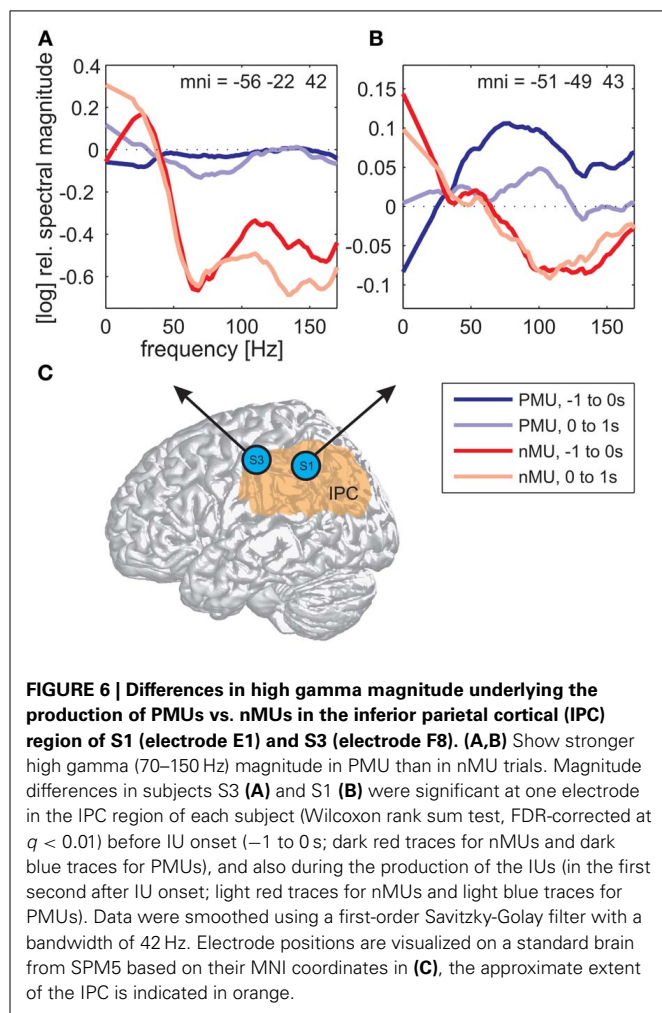 A
B
mni = -56 -22 42
mni = -51 -49 43
[log] rel. spectral magnitude
0.4
0.2
0
-0.2
-0.4
-0.6
0.15
0.1
0.05
0
-0.05
-0.1
0 50 100 150
0 50 100 150
frequency [Hz]
C
S3
S1
IPC
PMU, -1 to 0s
PMU, 0 to 1s
nMU, -1 to 0s
nMU, 0 to 1s
FIGURE 6 | Differences in high gamma magnitude underlying the
production of PMUs vs. nMUs in the inferior parietal cortical (IPC)
region of S1 (electrode E1) and S3 (electrode F8). (A,B) Show stronger
high gamma (70–150 Hz) magnitude in PMU than in nMU trials. Magnitude
differences in subjects S3 (A) and S1 (B) were significant at one electrode
in the IPC region of each subject (Wilcoxon rank sum test, FDR-corrected at
q < 0.01) before IU onset (−1 to 0 s; dark red traces for nMUs and dark
blue traces for PMUs), and also during the production of the IUs (in the first
second after IU onset; light red traces for nMUs and light blue traces for
PMUs). Data were smoothed using a first-order Savitzky-Golay filter with a
bandwidth of 42 Hz. Electrode positions are visualized on a standard brain
from SPM5 based on their MNI coordinates in (C), the approximate extent
of the IPC is indicated in orange.